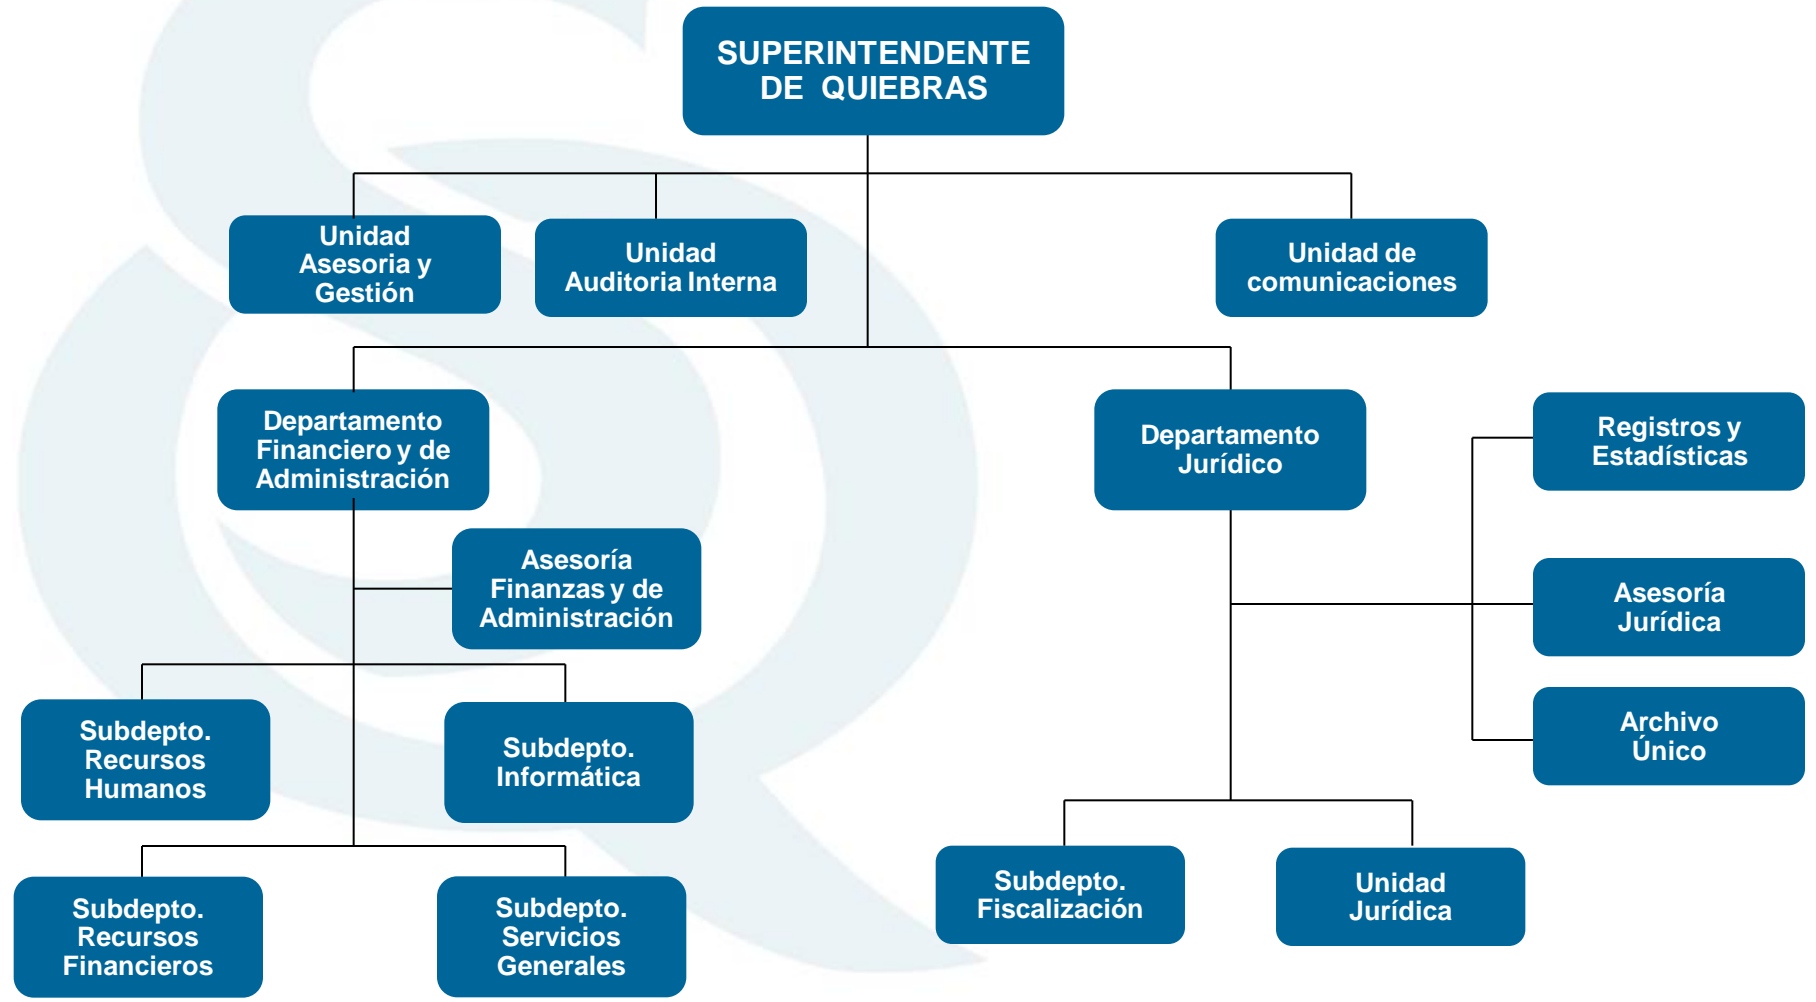 SUPERINTENDENTE
DE QUIEBRAS
Unidad
Asesoria y
Gestión
Unidad
Auditoria Interna
Unidad de
comunicaciones
Departamento
Financiero y de
Administración
Departamento
Jurídico
Registros y
Estadísticas
Asesoría
Finanzas y de
Administración
Asesoría
Jurídica
Subdepto.
Recursos
Humanos
Subdepto.
Informática
Archivo
Único
Subdepto.
Recursos
Financieros
Subdepto.
Servicios
Generales
Subdepto.
Fiscalización
Unidad
Jurídica